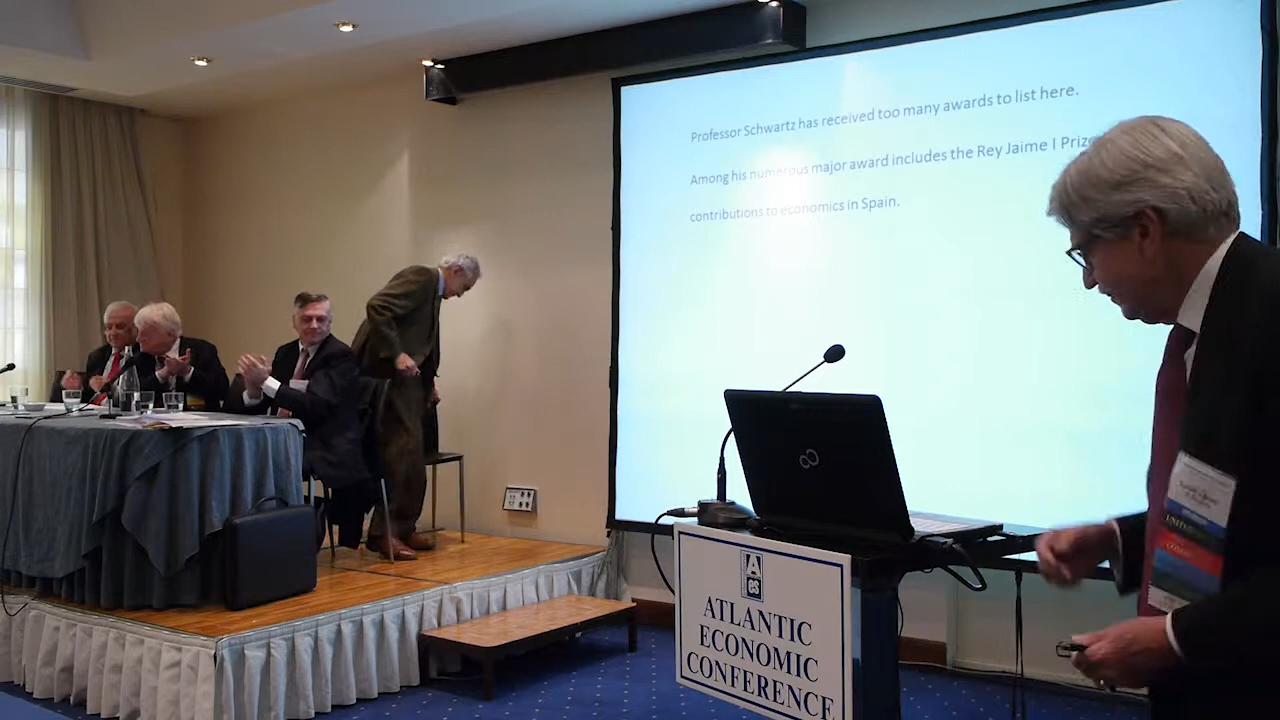 Professor Schwartz has received too many awards to list here.
Among his numerous major award includes the Rey Jaime I Prize
contributions to economics in Spain.
A
ATLANTIC
ECONOMIC
CONFERENCE